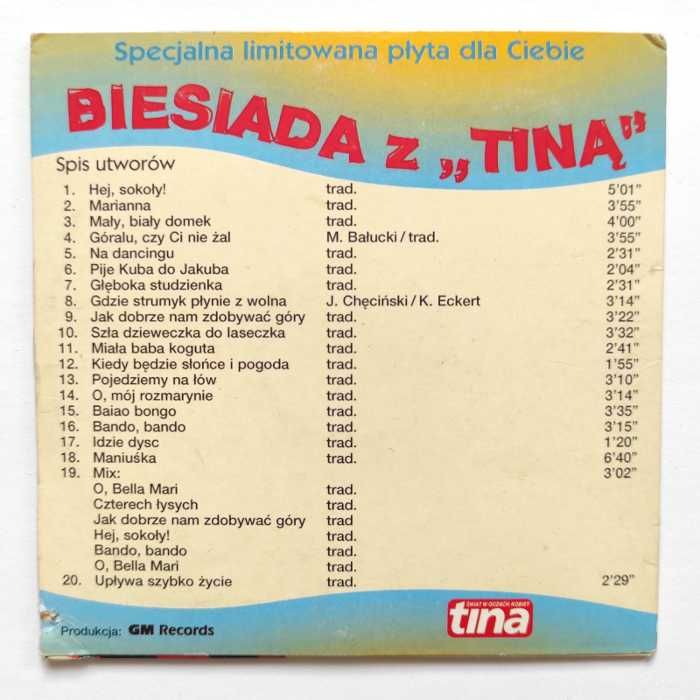 Specjalna limitowana płyta dla Ciebie
BIESIADA z „TINĄ”
Spis utworów
1. Hej, sokoły! trad. 5'01"
2. Marianna trad. 3'55"
3. Mały, biały domek trad. 4'00"
4. Góralu, czy Ci nie żal M. Bałucki / trad. 3'55"
5. Na dancingu trad. 2'31"
6. Pije Kuba do Jakuba trad. 2'04"
7. Głęboka studzienka trad. 2'31"
8. Gdzie strumyk płynie z wolna J. Chęciński / K. Eckert 3'14"
9. Jak dobrze nam zdobywać góry trad. 3'22"
10. Szła dzieweczka do laseczka trad. 3'32"
11. Miała baba koguta trad. 2'41"
12. Kiedy będzie słońce i pogoda trad. 1'55"
13. Pojedziemy na łów trad. 3'10"
14. O, mój rozmarynie trad. 3'14"
15. Baiao bongo trad. 3'35"
16. Bando, bando trad. 3'15"
17. Idzie dysc trad. 1'20"
18. Maniuśka trad. 6'40"
19. Mix: 3'02"
O, Bella Mari trad.
Czterech łysych trad.
Jak dobrze nam zdobywać góry trad
Hej, sokoły! trad.
Bando, bando trad.
O, Bella Mari trad.
20. Upływa szybko życie trad. 2'29"
ŚWIAT W OCZACH KOBIET
tina
Produkcja: GM Records